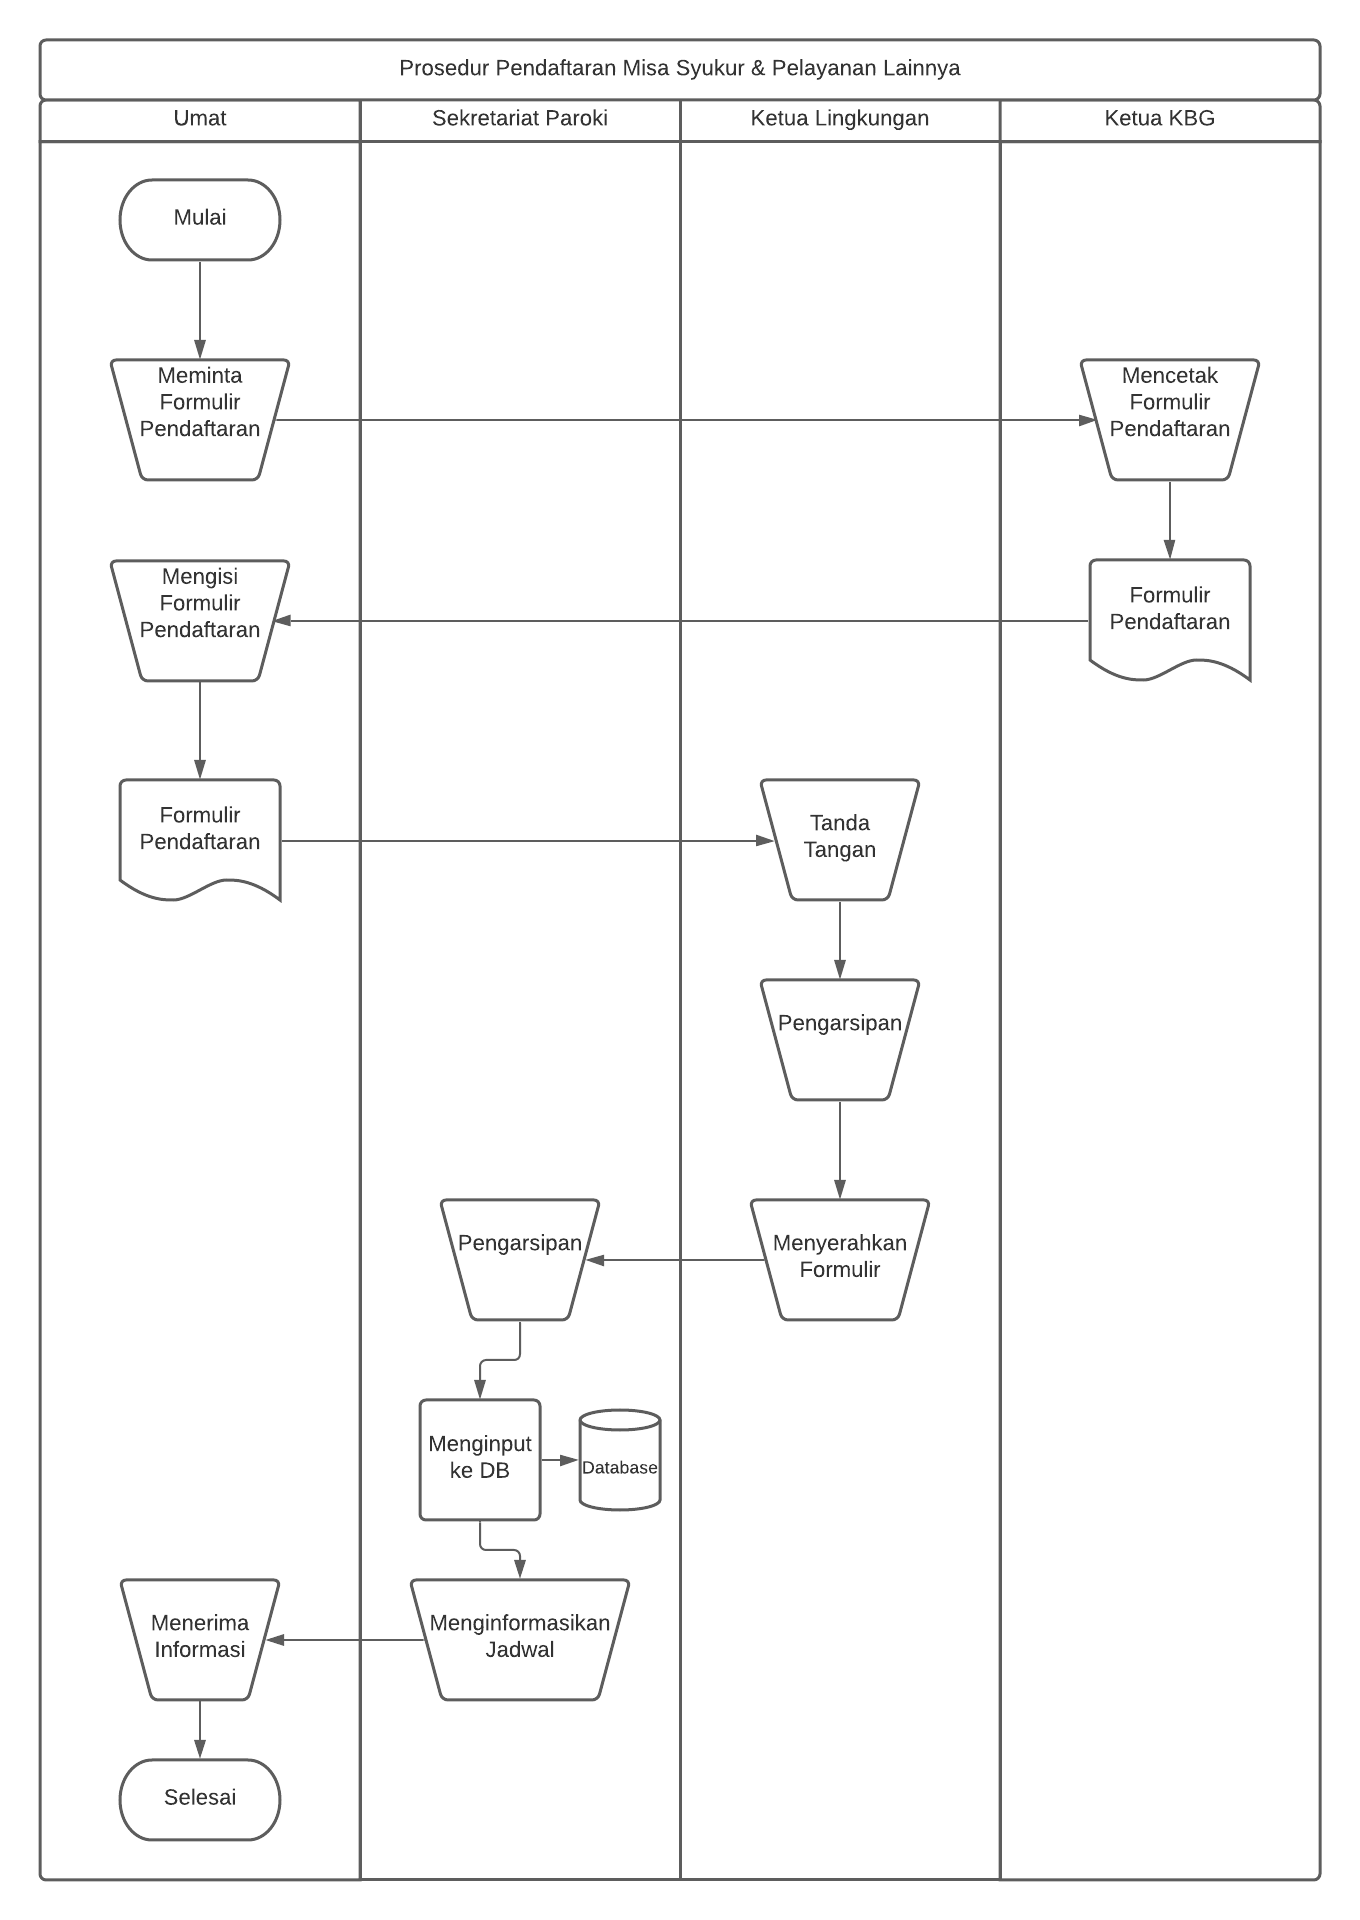 Prosedur Pendaftaran Misa Syukur & Pelayanan Lainnya
Umat
Sekretariat Paroki
Ketua Lingkungan
Ketua KBG
Mulai
Meminta
Formulir
Pendaftaran
Mencetak
Formulir
Pendaftaran
Mengisi
Formulir
Pendaftaran
Formulir
Pendaftaran
Formulir
Pendaftaran
Tanda
Tangan
Pengarsipan
Pengarsipan
Menyerahkan
Formulir
Menginput
ke DB
Database
Menerima
Informasi
Menginformasikan
Jadwal
Selesai